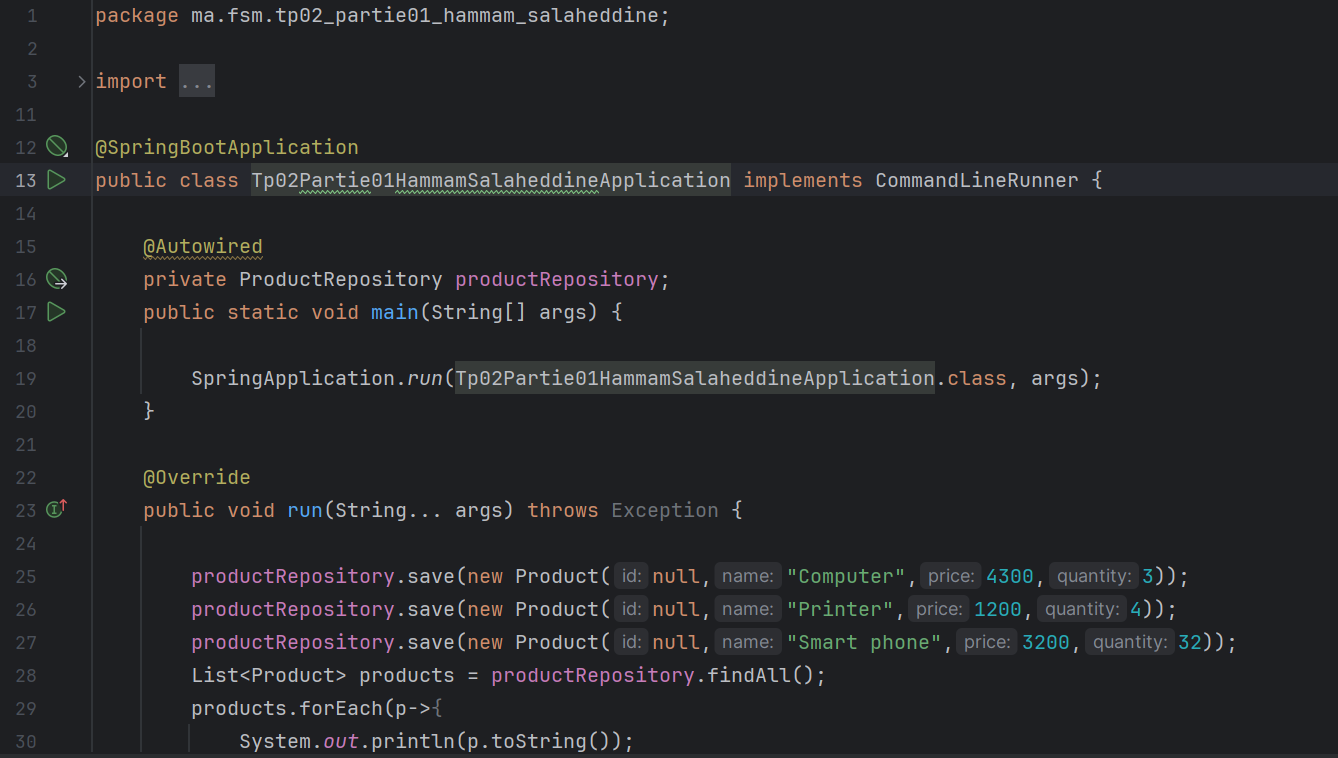 1 package ma.fsm.tp02_partie01_hammam_salaheddine;
2
3 import ...
11
12 @SpringBootApplication
13 public class Tp02Partie01HammamSalaheddineApplication implements CommandLineRunner {
14
15 @Autowired
16 private ProductRepository productRepository;
17 public static void main(String[] args) {
18
19 SpringApplication.run(Tp02Partie01HammamSalaheddineApplication.class, args);
20 }
21
22 @Override
23 public void run(String... args) throws Exception {
24
25 productRepository.save(new Product( id: null, name: "Computer", price: 4300, quantity: 3));
26 productRepository.save(new Product( id: null, name: "Printer", price: 1200, quantity: 4));
27 productRepository.save(new Product( id: null, name: "Smart phone", price: 3200, quantity: 32));
28 List<Product> products = productRepository.findAll();
29 products.forEach(p->{
30 System.out.println(p.toString());